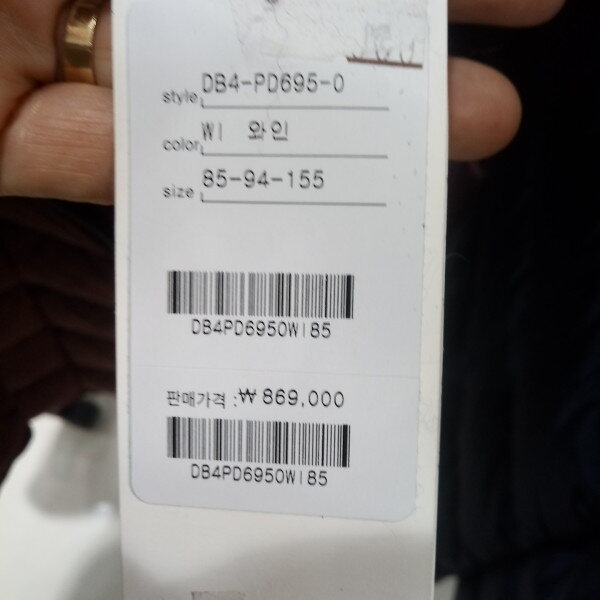 style DB4-PD695-0
color WI 와인
size 85-94-155
DB4PD6950WI85
판매가격 :₩869,000
DB4PD6950WI85